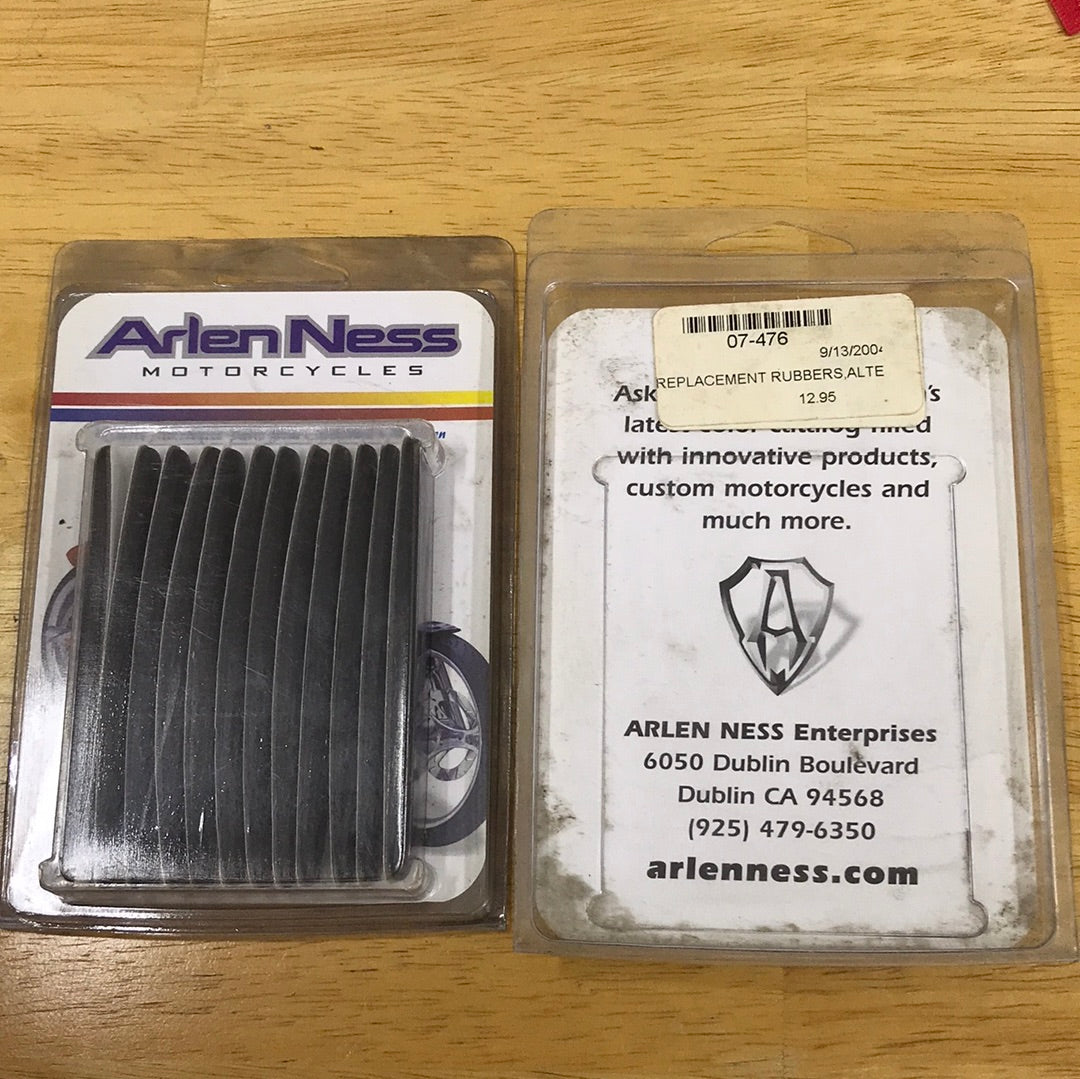 Arlen Ness
MOTORCYCLES
07-476
9/13/2004
REPLACEMENT RUBBERS,ALTE
12.95
Ask 's
late color catalog filled
with innovative products,
custom motorcycles and
much more.
A
ARLEN NESS Enterprises
6050 Dublin Boulevard
Dublin CA 94568
(925) 479-6350
arlenness.com